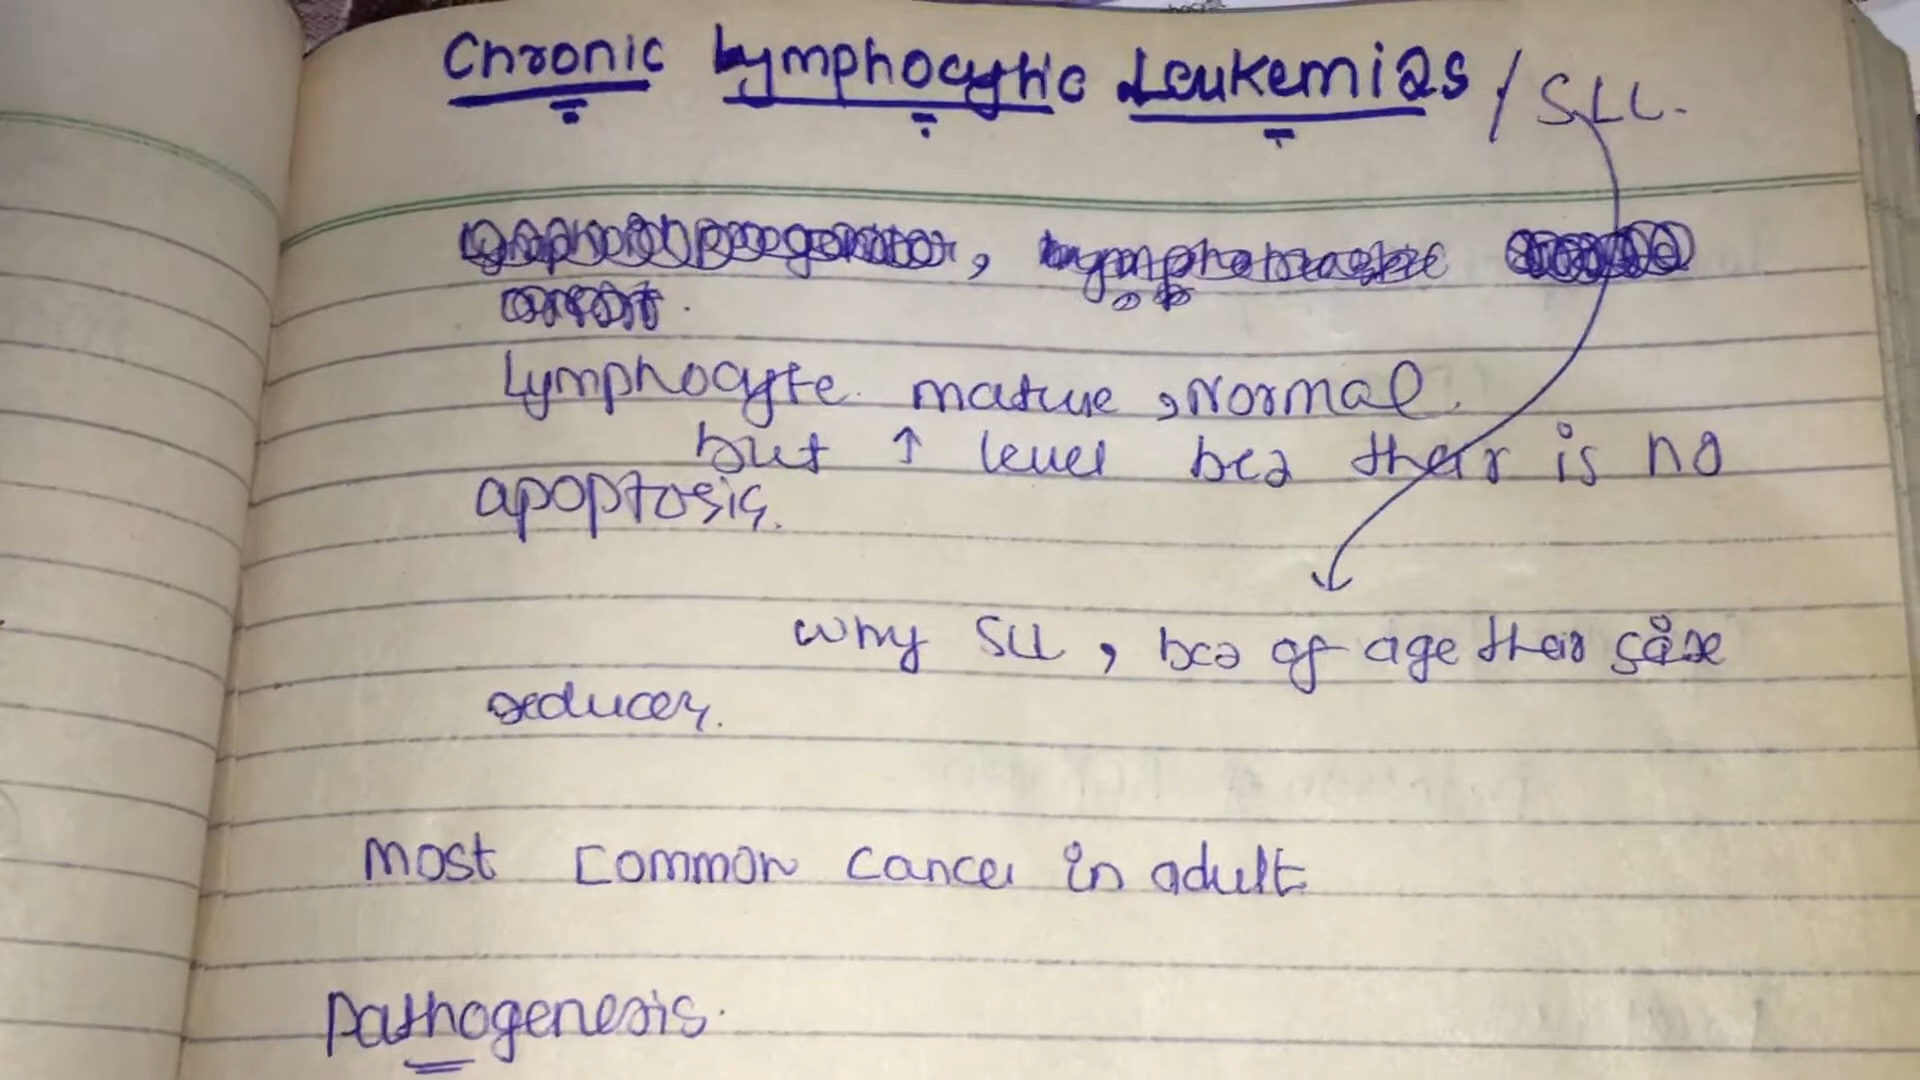 Chronic Lymphocytic Leukemias / SLL.
Lymphocyte mature, Normal.
but ↑ level bcz their is no
apoptosis.
why SLL, bcz of age their size
reduces.
most common cancer in adult.
Pathogenesis.